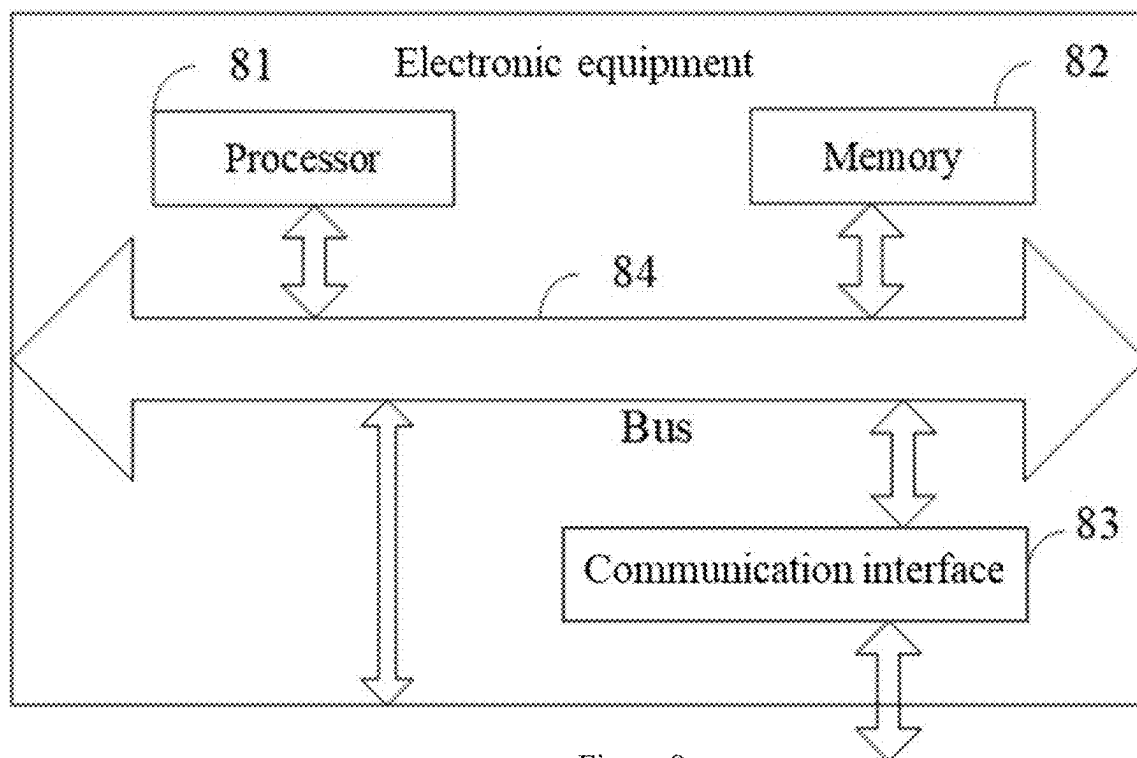 81 Electronic equipment 82
Processor Memory
84
Bus
83
Communication interface